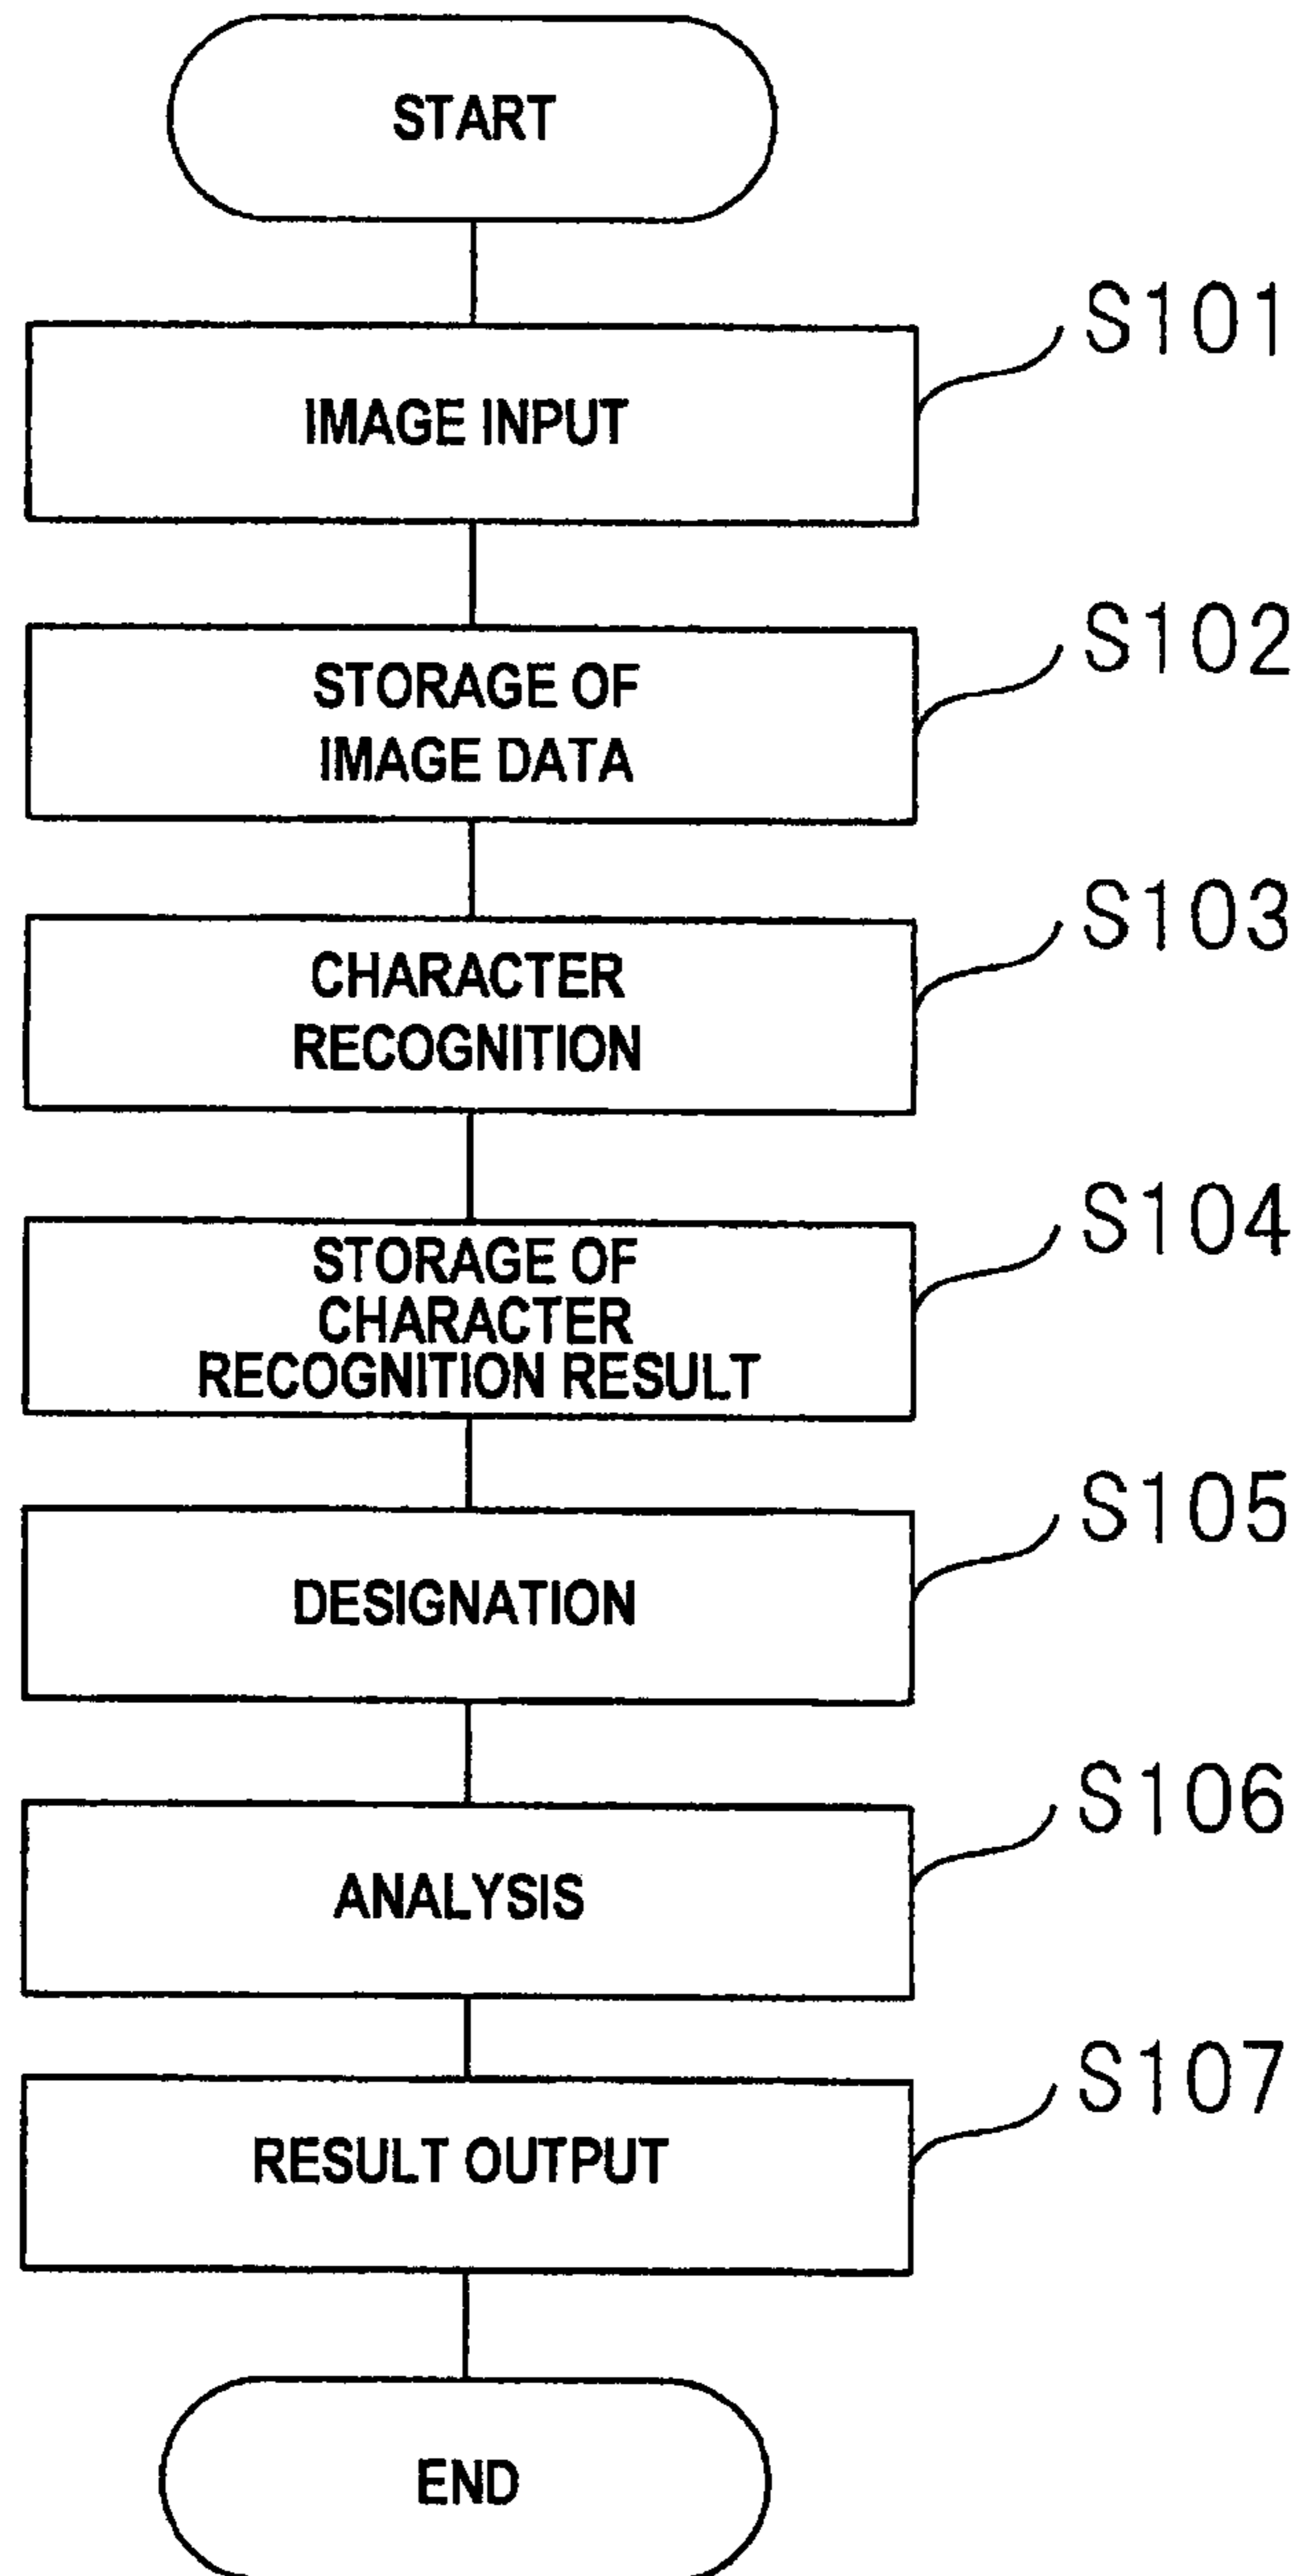 START
S101
IMAGE INPUT
S102
STORAGE OF
IMAGE DATA
S103
CHARACTER
RECOGNITION
S104
STORAGE OF
CHARACTER
RECOGNITION RESULT
S105
DESIGNATION
S106
ANALYSIS
S107
RESULT OUTPUT
END